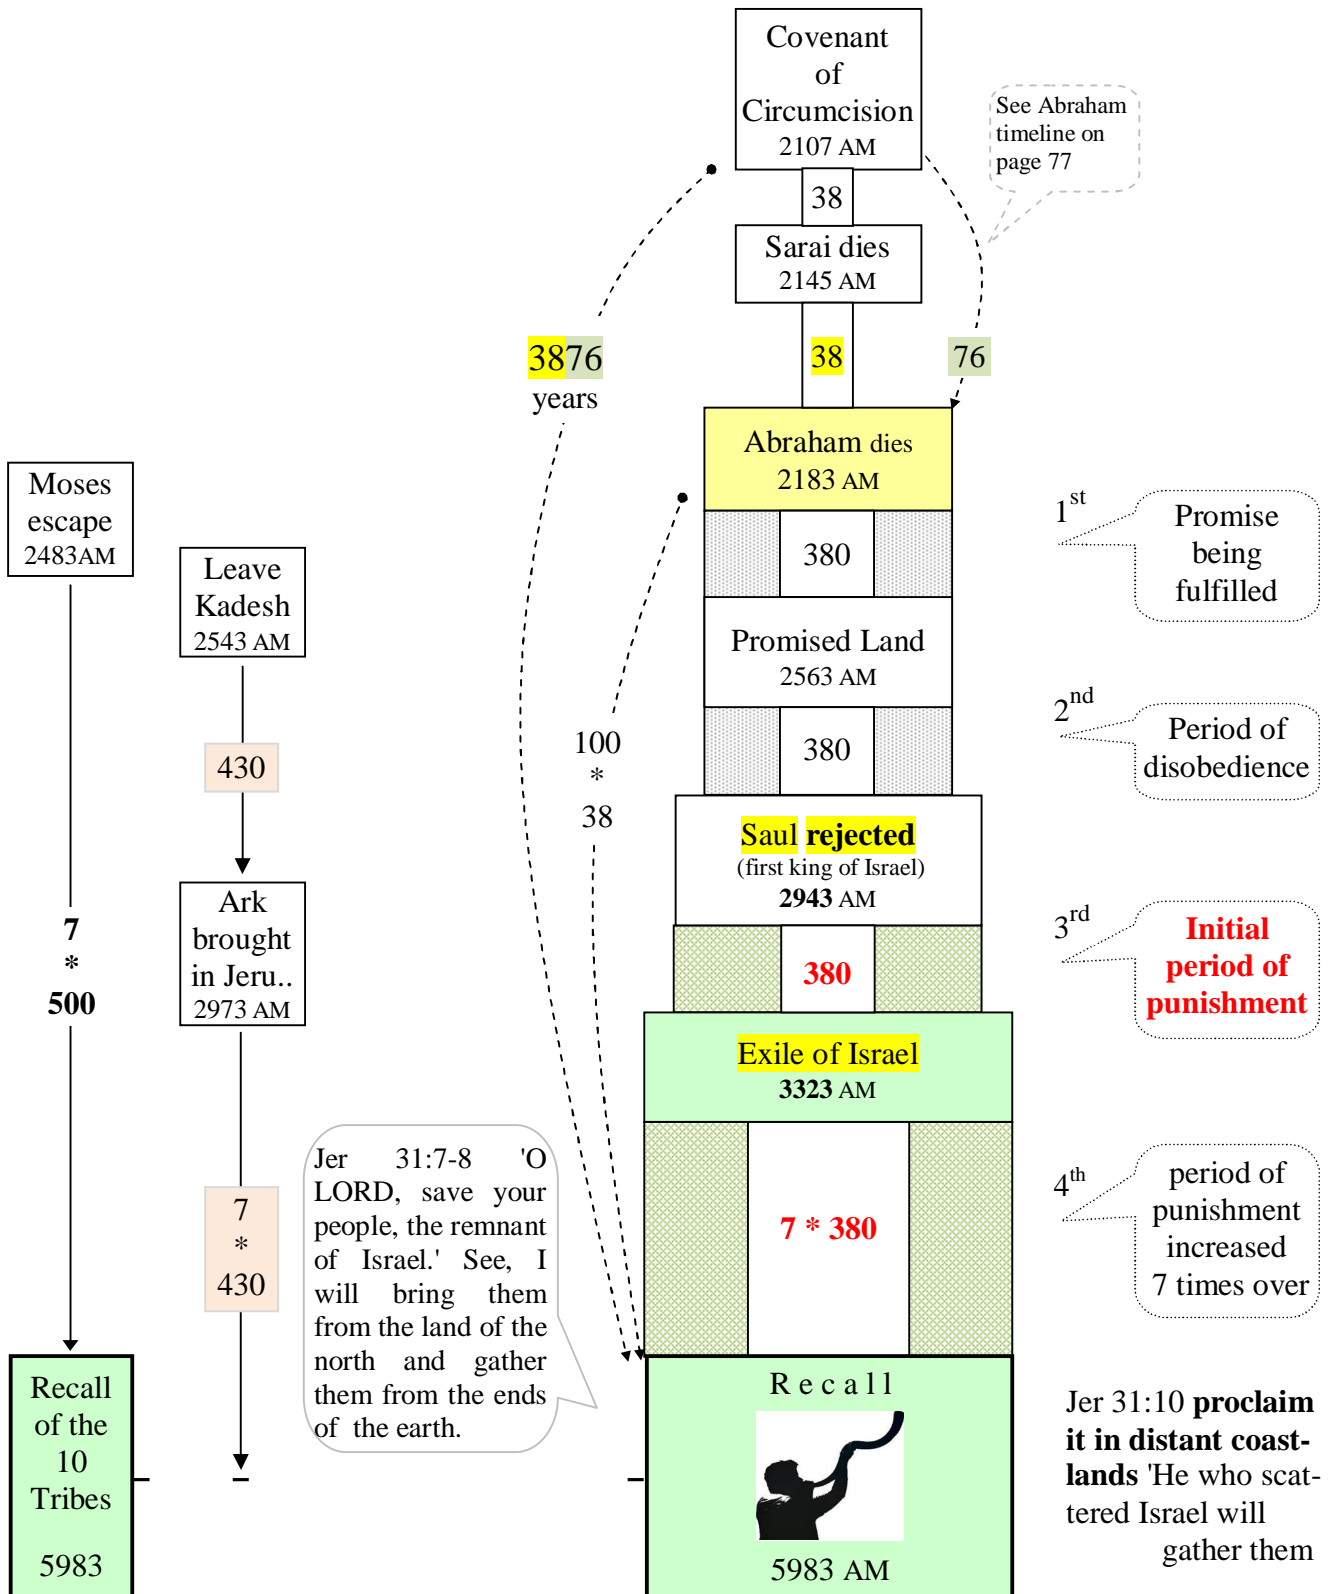 Covenant
of
Circumcision
2107 AM
See Abraham
timeline on
page 77
38
Sarai dies
2145 AM
3876
years
38
76
Abraham dies
2183 AM
Moses
escape
2483AM
Leave
Kadesh
2543 AM
380
1st
Promise
being
fulfilled
Promised Land
2563 AM
430
100
*
38
380
2nd
Period of
disobedience
Saul rejected
(first king of Israel)
2943 AM
7
*
500
Ark
brought
in Jeru..
2973 AM
380
3rd
Initial
period of
punishment
Exile of Israel
3323 AM
7
*
430
Jer 31:7-8 'O
LORD, save your
people, the remnant
of Israel.' See, I
will bring them
from the land of the
north and gather
them from the ends
of the earth.
7 * 380
4th
period of
punishment
increased
7 times over
Recall
of the
10
Tribes
5983
Recall
5983 AM
Jer 31:10 proclaim
it in distant coast-
lands 'He who scat-
tered Israel will
gather them